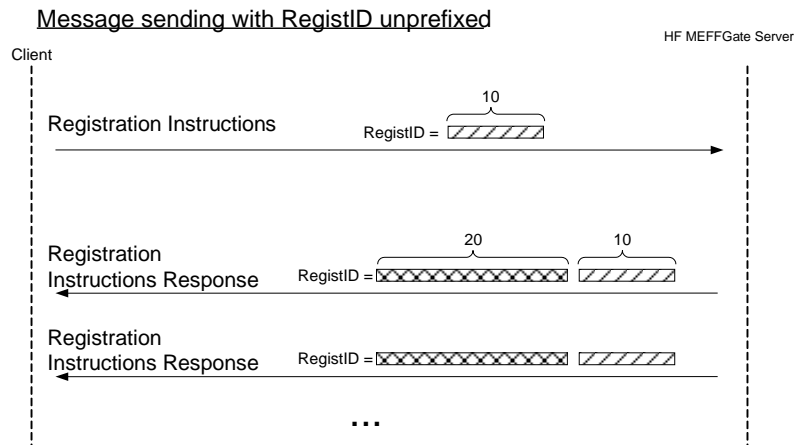 Message sending with RegistID unprefixed
HF MEFFGate Server
Client
10
Registration Instructions
RegistID =
20
10
Registration
Instructions Response
RegistID =
Registration
Instructions Response
RegistID =
...